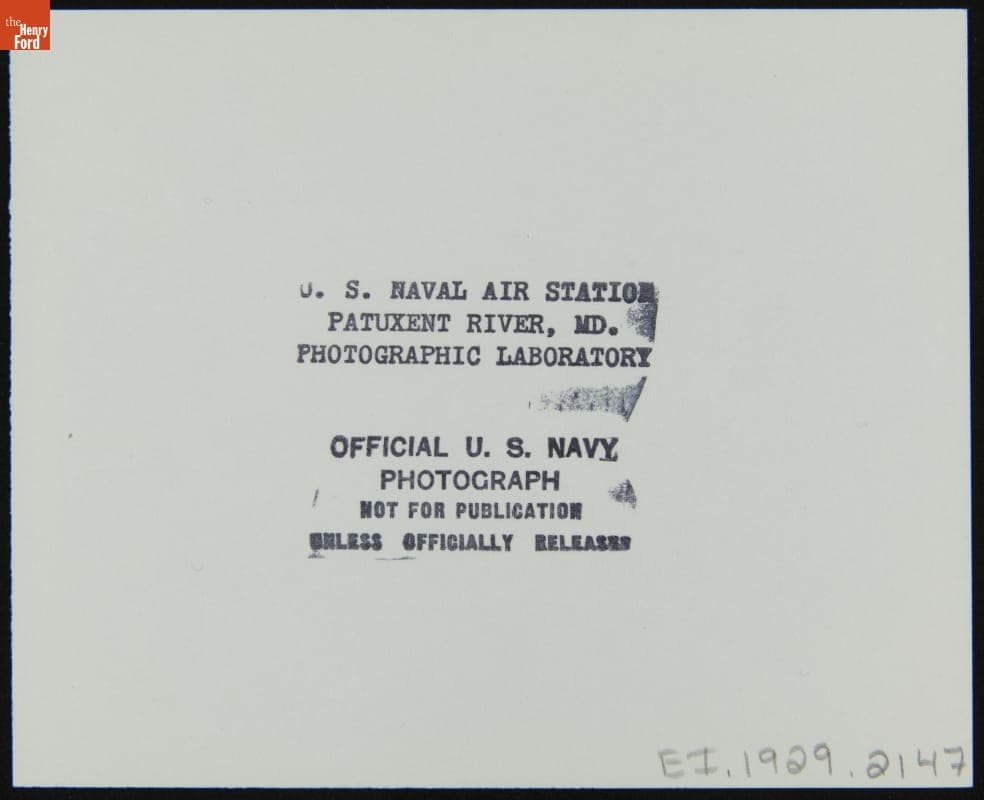 the
Henry
Ford
U. S. NAVAL AIR STATION
PATUXENT RIVER, MD.
PHOTOGRAPHIC LABORATORY
OFFICIAL U. S. NAVY
PHOTOGRAPH
NOT FOR PUBLICATION
UNLESS OFFICIALLY RELEASED
EI.1929.2147